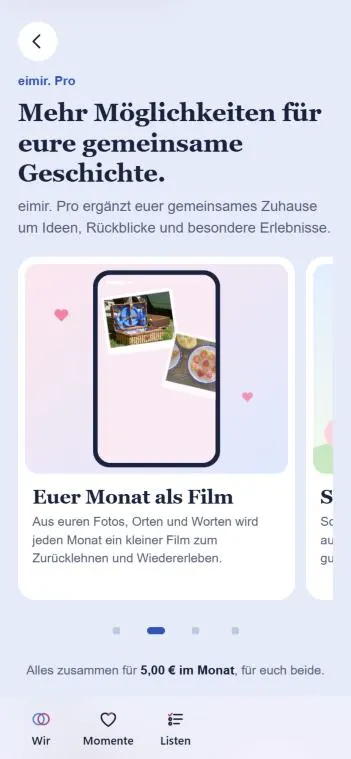 eimir. Pro
Mehr Möglichkeiten für
eure gemeinsame
Geschichte.
eimir. Pro ergänzt euer gemeinsames Zuhause
um Ideen, Rückblicke und besondere Erlebnisse.
Euer Monat als Film
Aus euren Fotos, Orten und Worten wird
jeden Monat ein kleiner Film zum
Zurücklehnen und Wiedererleben.
Alles zusammen für 5,00 € im Monat, für euch beide.
Wir
Momente
Listen